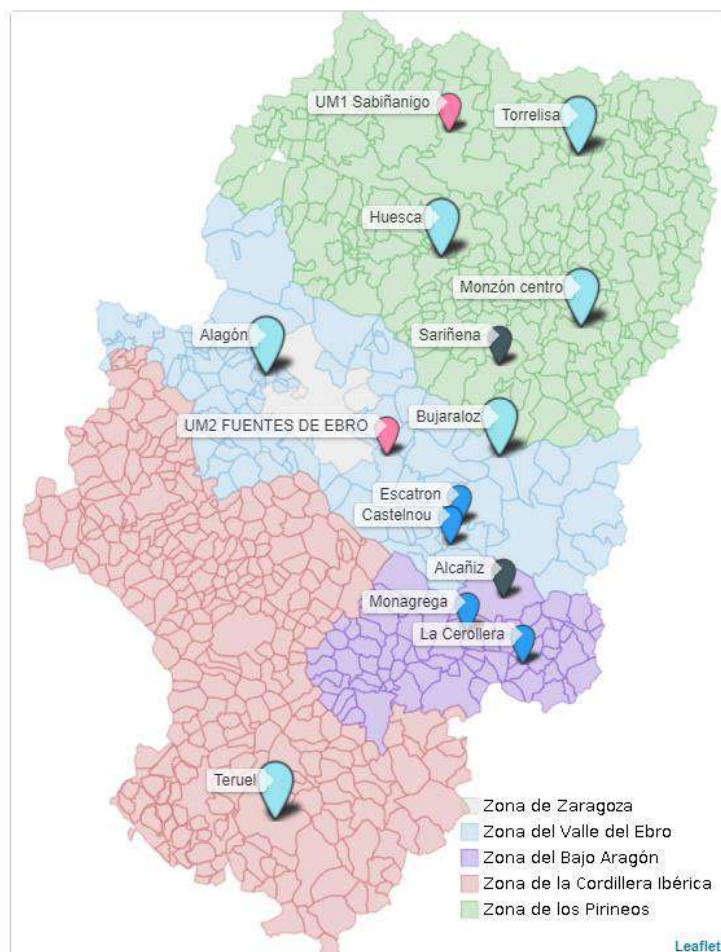 UM1 Sabiñanigo
Torrelisa
Huesca
Monzón centro
Alagón
Sariñena
Bujaraloz
UM2 FUENTES DE EBRO
Escatron
Castelnou
Alcañiz
Monagrega
La Cerollera
Teruel
Zona de Zaragoza
Zona del Valle del Ebro
Zona del Bajo Aragón
Zona de la Cordillera Ibérica
Zona de los Pirineos
Leaflet